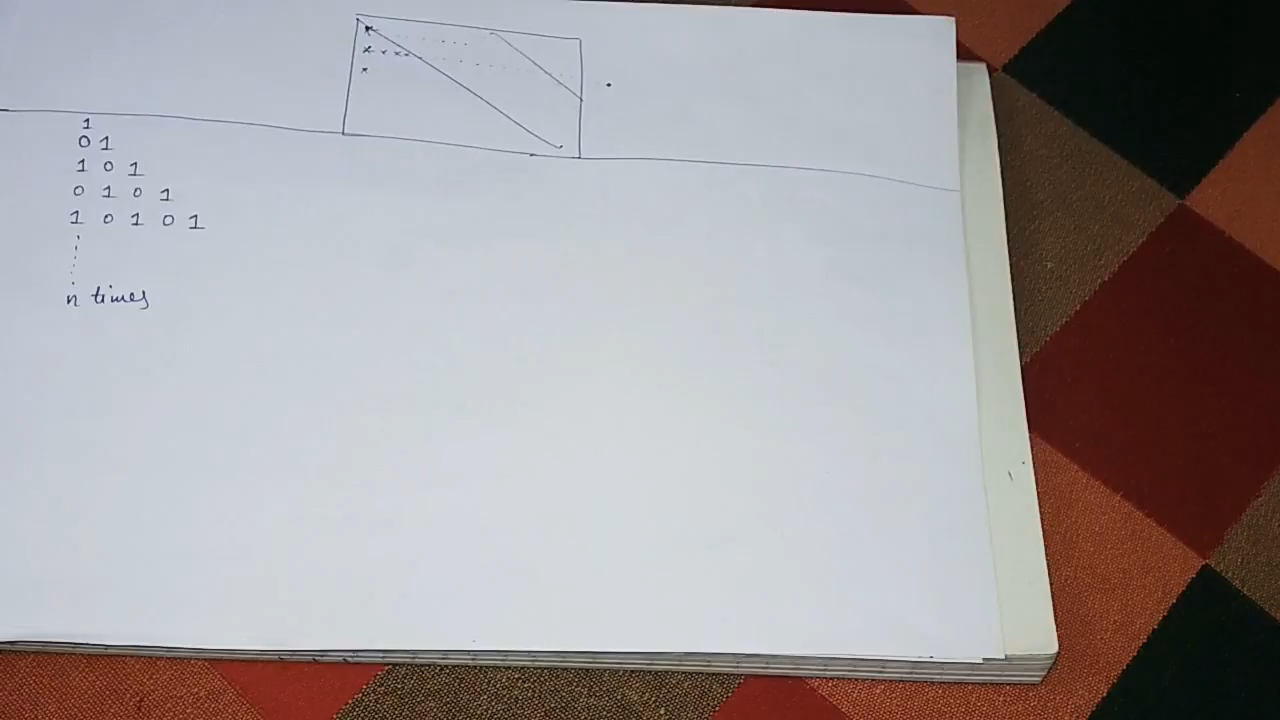 1
0 1
1 0 1
0 1 0 1
1 0 1 0 1
n times